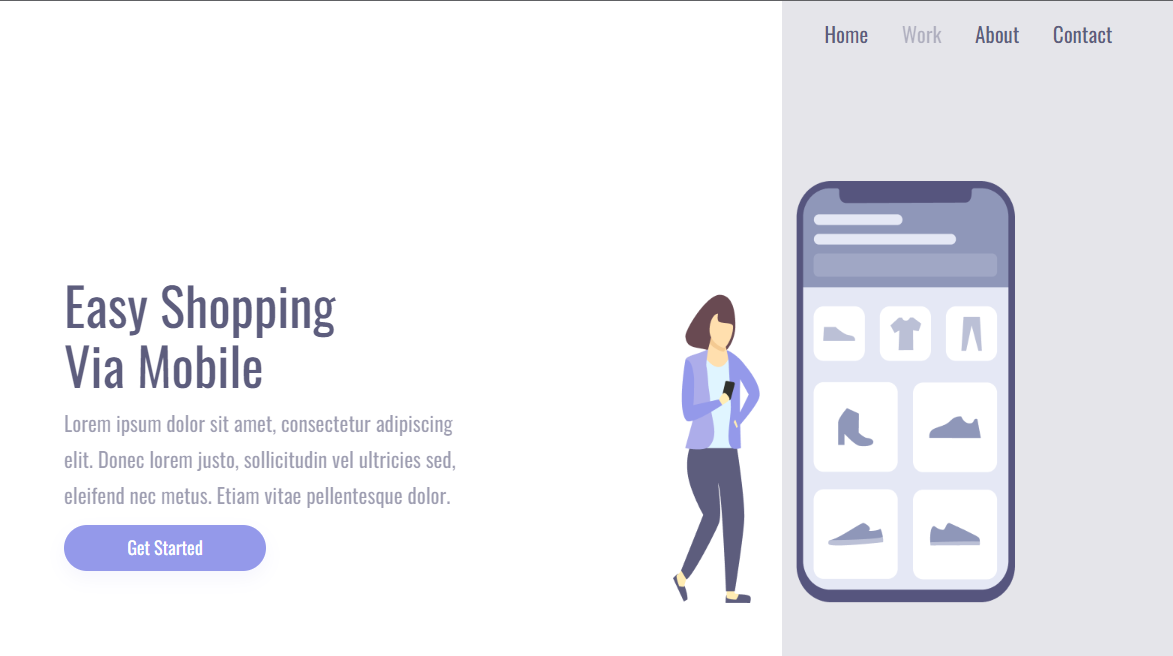 Home Work About Contact
Easy Shopping
Via Mobile
Lorem ipsum dolor sit amet, consectetur adipiscing
elit. Donec lorem justo, sollicitudin vel ultricies sed,
eleifend nec metus. Etiam vitae pellentesque dolor.
Get Started